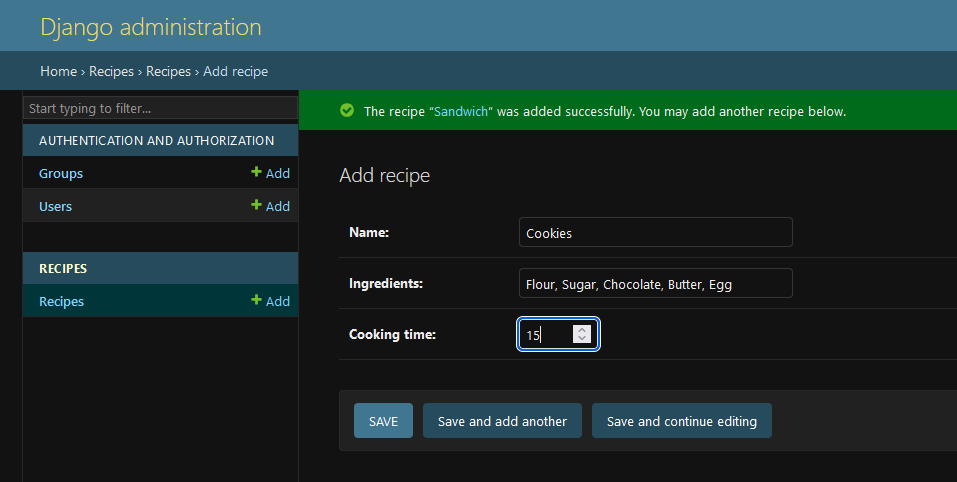 Django administration
Home › Recipes › Recipes › Add recipe
Start typing to filter...
AUTHENTICATION AND AUTHORIZATION
Groups + Add
Users + Add
RECIPES
Recipes + Add
The recipe “Sandwich” was added successfully. You may add another recipe below.
Add recipe
Name: Cookies
Ingredients: Flour, Sugar, Chocolate, Butter, Egg
Cooking time: 15
SAVE Save and add another Save and continue editing